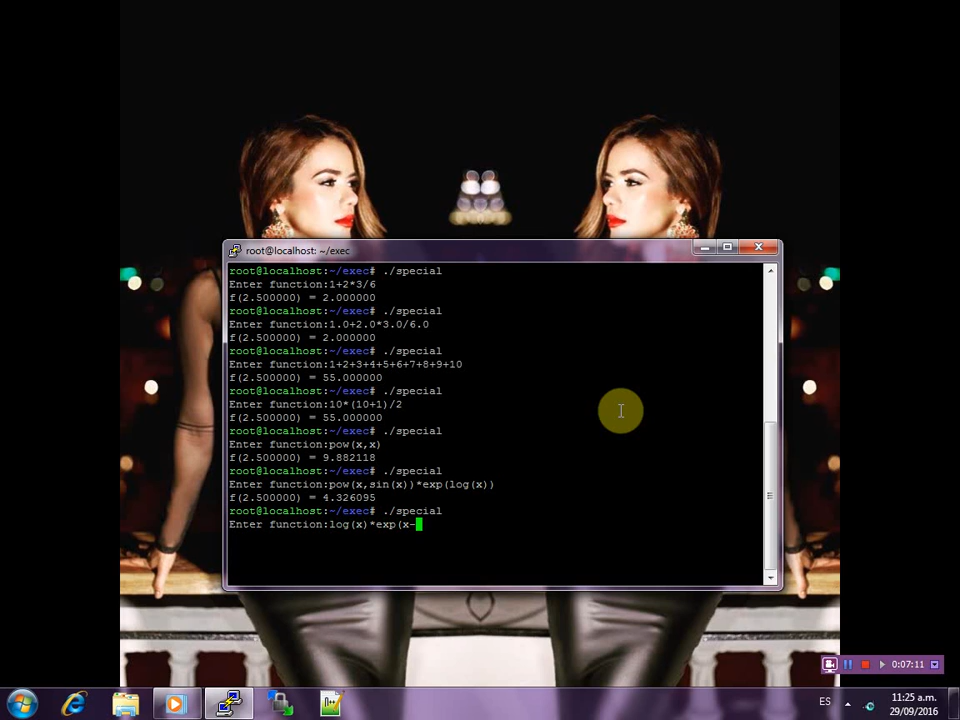 root@localhost: ~/exec
root@localhost:~/exec# ./special
Enter function:1+2*3/6
f(2.500000) = 2.000000
root@localhost:~/exec# ./special
Enter function:1.0+2.0*3.0/6.0
f(2.500000) = 2.000000
root@localhost:~/exec# ./special
Enter function:1+2+3+4+5+6+7+8+9+10
f(2.500000) = 55.000000
root@localhost:~/exec# ./special
Enter function:10*(10+1)/2
f(2.500000) = 55.000000
root@localhost:~/exec# ./special
Enter function:pow(x,x)
f(2.500000) = 9.882118
root@localhost:~/exec# ./special
Enter function:pow(x,sin(x))*exp(log(x))
f(2.500000) = 4.326095
root@localhost:~/exec# ./special
Enter function:log(x)*exp(x-
0:07:11
ES
11:25 a.m.
29/09/2016